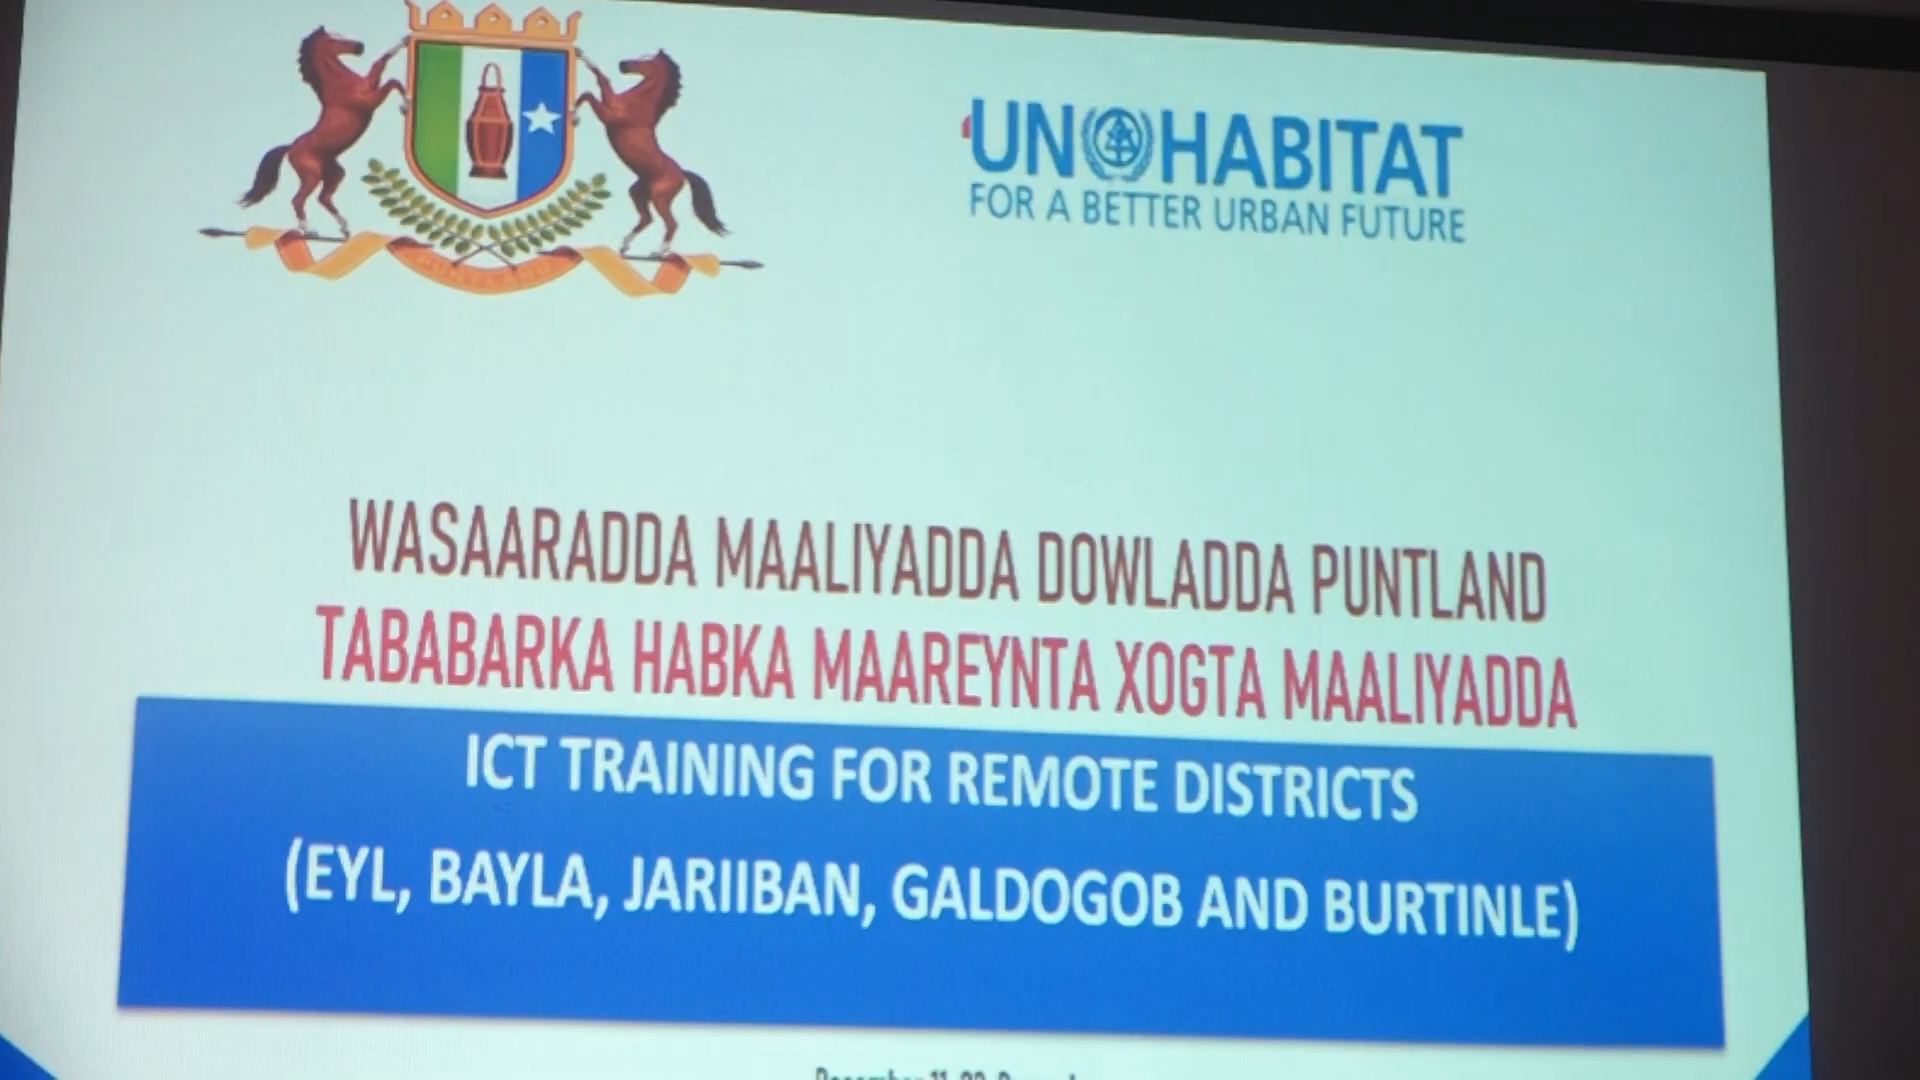 UN HABITAT
FOR A BETTER URBAN FUTURE
WASAARADDA MAALIYADDA DOWLADDA PUNTLAND
TABABARKA HABKA MAAREYNTA XOGTA MAALIYADDA
ICT TRAINING FOR REMOTE DISTRICTS
(EYL, BAYLA, JARIIBAN, GALDOGOB AND BURTINLE)